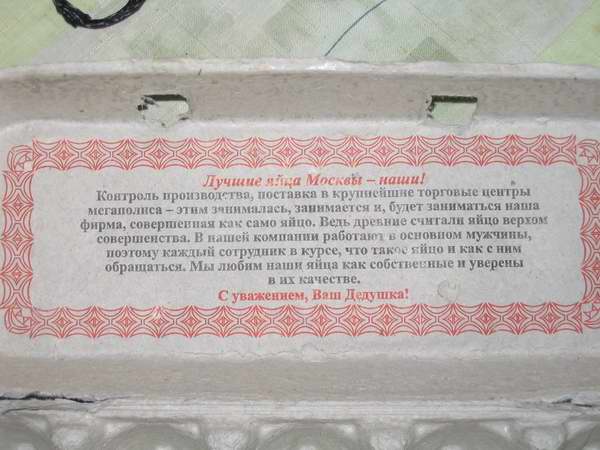 Лучшие яйца Москвы – наши!
Контроль производства, поставка в крупнейшие торговые центры
мегаполиса – этим занималась, занимается и, будет заниматься наша
фирма, совершенная как само яйцо. Ведь древние считали яйцо верхом
совершенства. В нашей компании работают в основном мужчины,
поэтому каждый сотрудник в курсе, что такое яйцо и как с ним
обращаться. Мы любим наши яйца как собственные и уверены
в их качестве.
С уважением, Ваш Дедушка!